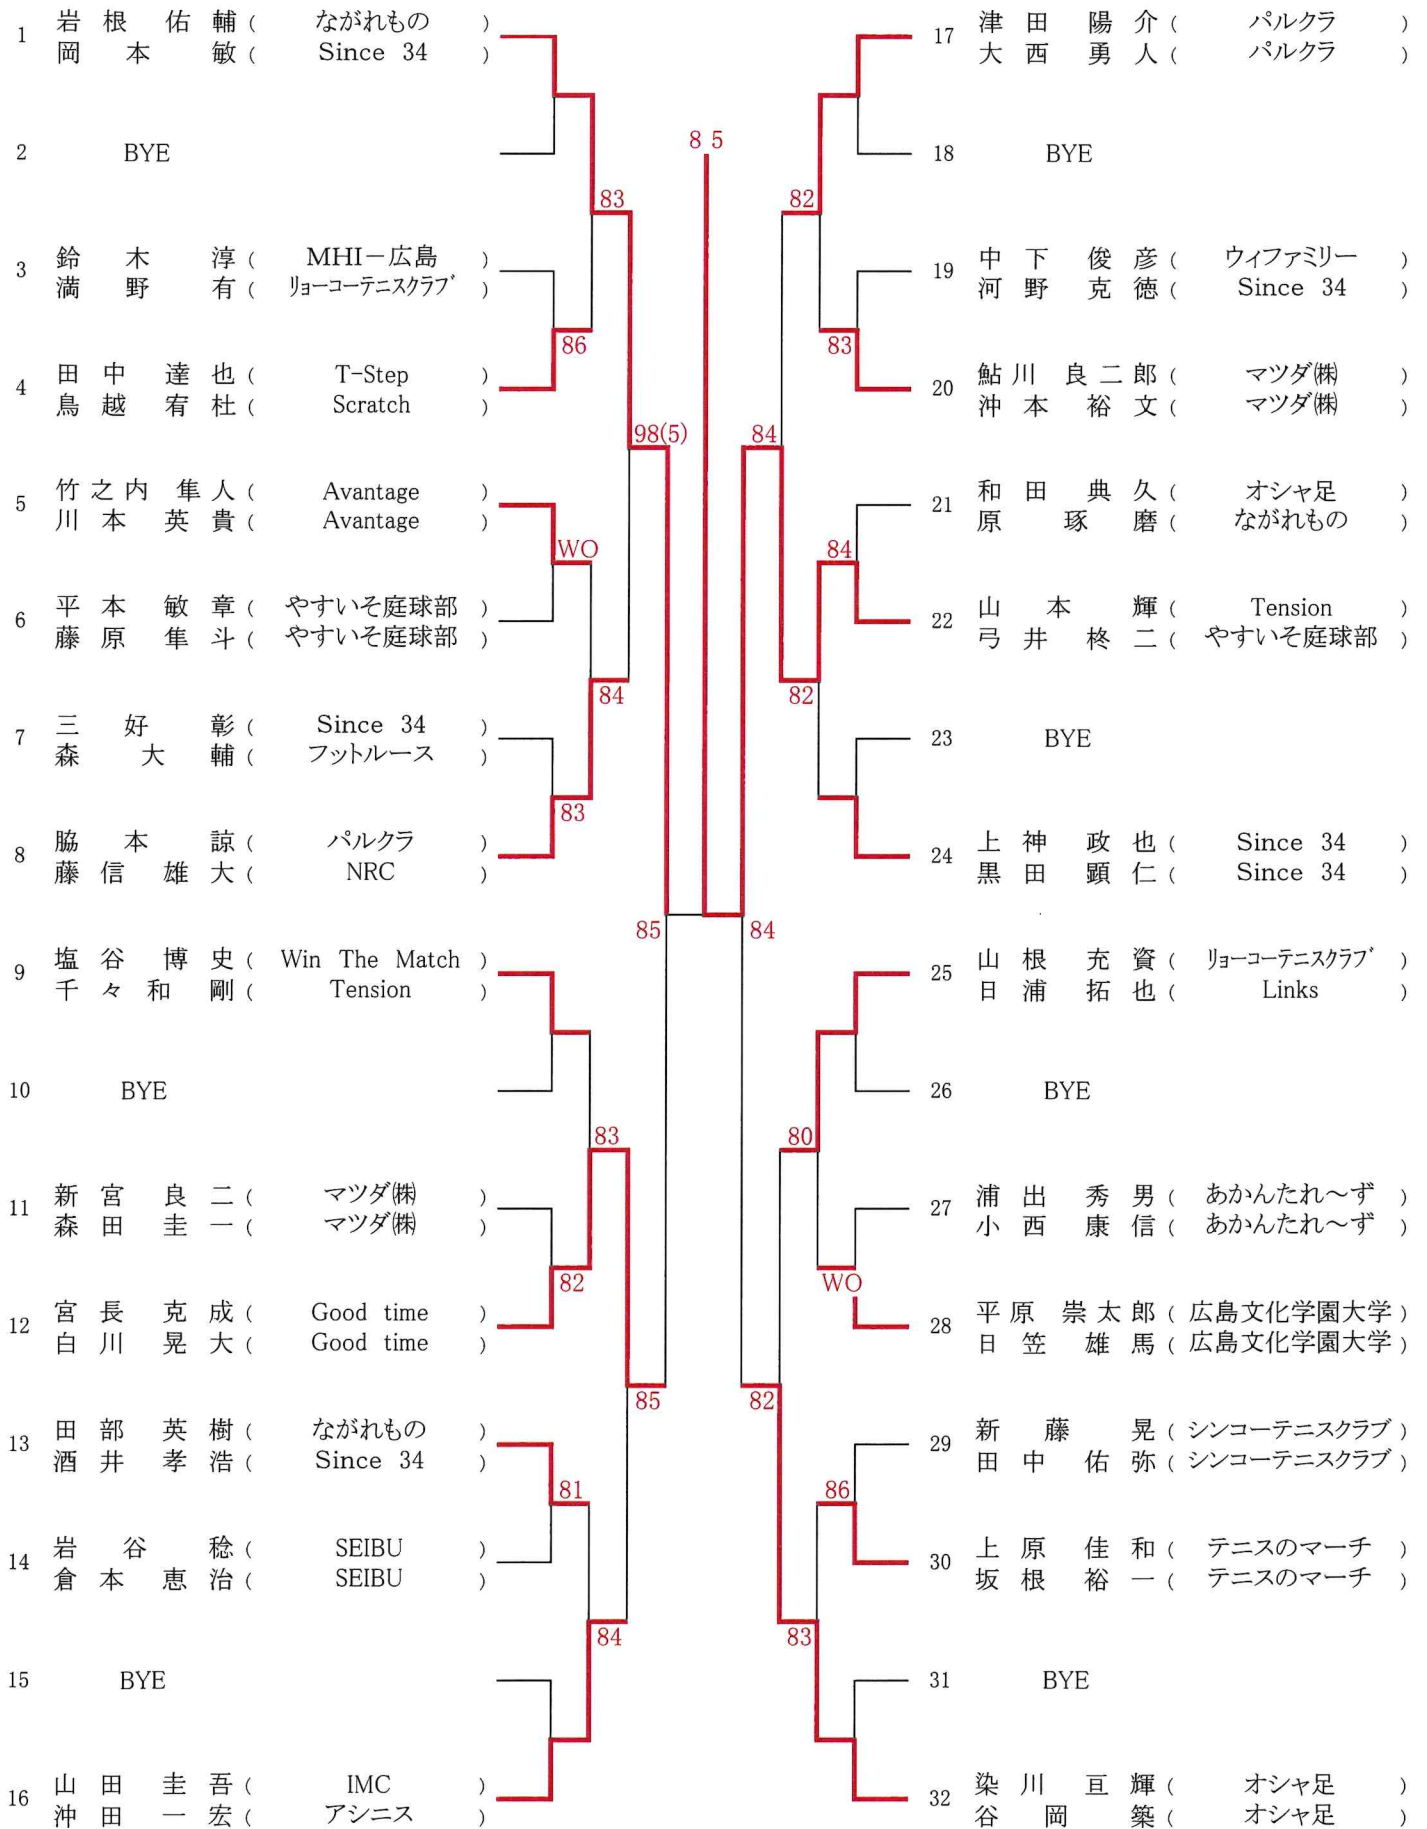 1 岩根 佑輔 ( ながれもの )
岡本 敏 ( Since 34 )
2 BYE
83
3 鈴木 淳 ( MHI－広島 )
満野 有 ( リョーコーテニスクラブ )
86
4 田中 達也 ( T-Step )
鳥越 宥杜 ( Scratch )
98(5)
5 竹之内 隼人 ( Avantage )
川本 英貴 ( Avantage )
WO
6 平本 敏章 ( やすいそ庭球部 )
藤原 隼斗 ( やすいそ庭球部 )
84
7 三好 彰 ( Since 34 )
森 大輔 ( フットルース )
83
8 脇本 諒 ( パルクラ )
藤信 雄大 ( NRC )
85
9 塩谷 博史 ( Win The Match )
千々和 剛 ( Tension )
10 BYE
83
11 新宮 良二 ( マツダ㈱ )
森田 圭一 ( マツダ㈱ )
82
12 宮長 克成 ( Good time )
白川 晃大 ( Good time )
85
13 田部 英樹 ( ながれもの )
酒井 孝浩 ( Since 34 )
81
14 岩谷 稔 ( SEIBU )
倉本 恵治 ( SEIBU )
84
15 BYE
16 山田 圭吾 ( IMC )
沖田 一宏 ( アシニス )
8 5
17 津田 陽介 ( パルクラ )
大西 勇人 ( パルクラ )
18 BYE
82
19 中下 俊彦 ( ウィファミリー )
河野 克徳 ( Since 34 )
83
20 鮎川 良二郎 ( マツダ㈱ )
沖本 裕文 ( マツダ㈱ )
84
21 和田 典久 ( オシャ足 )
原 琢磨 ( ながれもの )
84
22 山本 輝 ( Tension )
弓井 柊二 ( やすいそ庭球部 )
82
23 BYE
24 上神 政也 ( Since 34 )
黒田 顕仁 ( Since 34 )
84
25 山根 充資 ( リョーコーテニスクラブ )
日浦 拓也 ( Links )
26 BYE
80
27 浦出 秀男 ( あかんたれ～ず )
小西 康信 ( あかんたれ～ず )
WO
28 平原 崇太郎 ( 広島文化学園大学 )
日笠 雄馬 ( 広島文化学園大学 )
82
29 新藤 晃 ( シンコーテニスクラブ )
田中 佑弥 ( シンコーテニスクラブ )
86
30 上原 佳和 ( テニスのマーチ )
坂根 裕一 ( テニスのマーチ )
83
31 BYE
32 染川 亘輝 ( オシャ足 )
谷岡 築 ( オシャ足 )